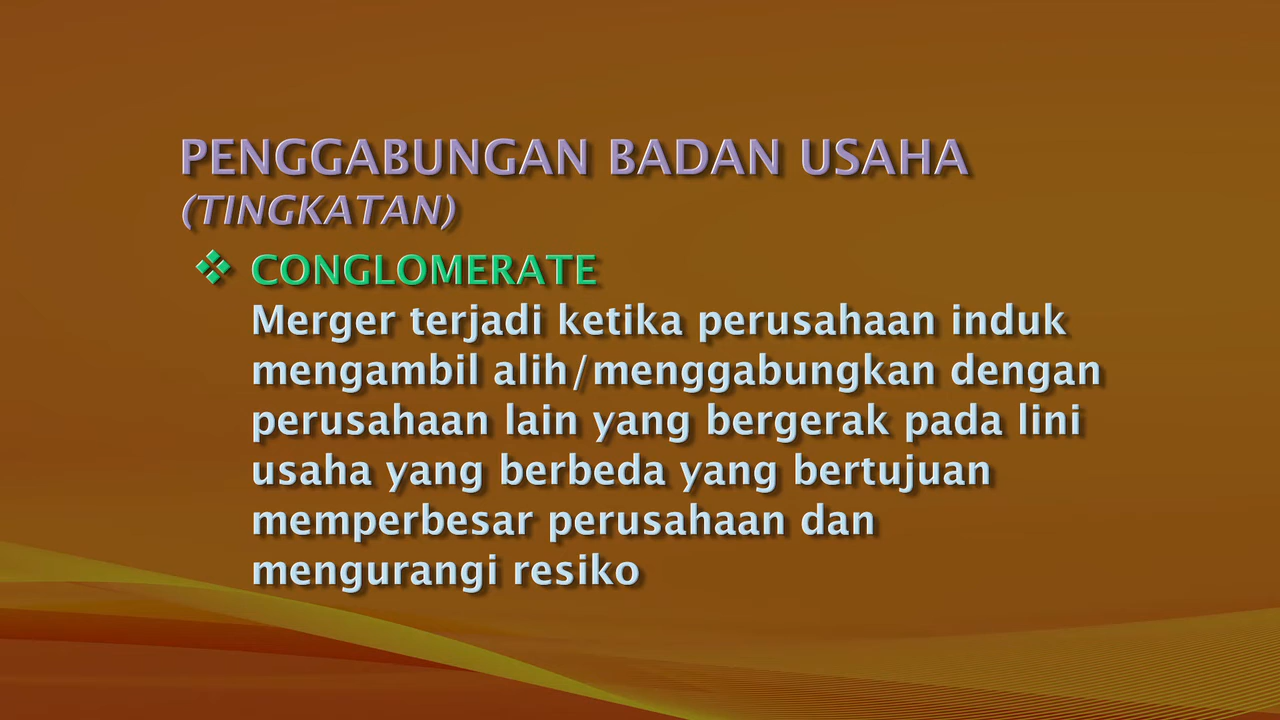 PENGGABUNGAN BADAN USAHA
(TINGKATAN)
❖ CONGLOMERATE
Merger terjadi ketika perusahaan induk
mengambil alih/menggabungkan dengan
perusahaan lain yang bergerak pada lini
usaha yang berbeda yang bertujuan
memperbesar perusahaan dan
mengurangi resiko